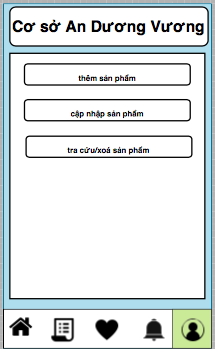 Cơ sở An Dương Vương
thêm sản phẩm
cập nhập sản phẩm
tra cứu/xoá sản phẩm